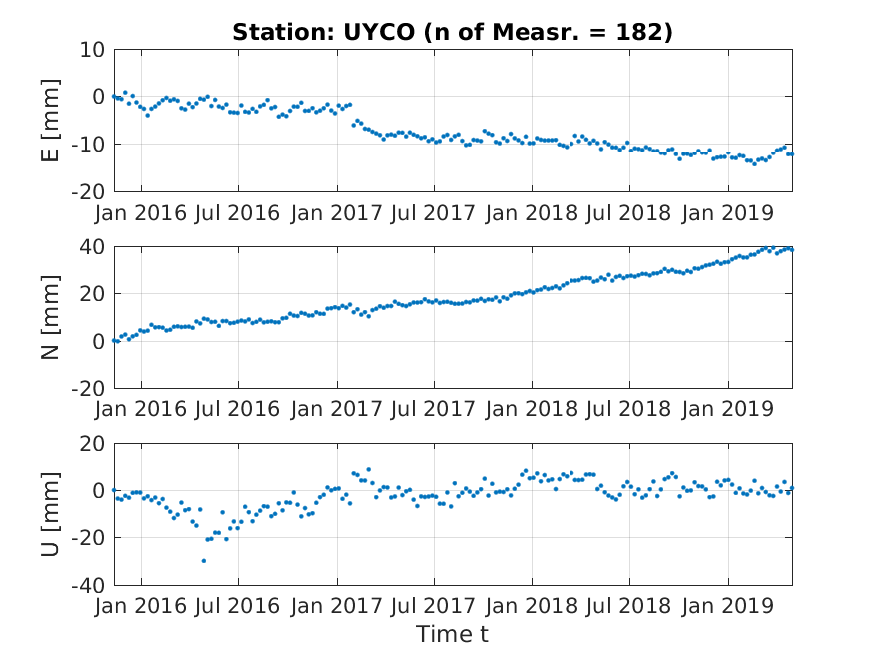 Station: UYCO (n of Measr. = 182)
E [mm]
10
0
-10
-20
Jan 2016 Jul 2016 Jan 2017 Jul 2017 Jan 2018 Jul 2018 Jan 2019
N [mm]
40
20
0
-20
Jan 2016 Jul 2016 Jan 2017 Jul 2017 Jan 2018 Jul 2018 Jan 2019
U [mm]
20
0
-20
-40
Jan 2016 Jul 2016 Jan 2017 Jul 2017 Jan 2018 Jul 2018 Jan 2019
Time t